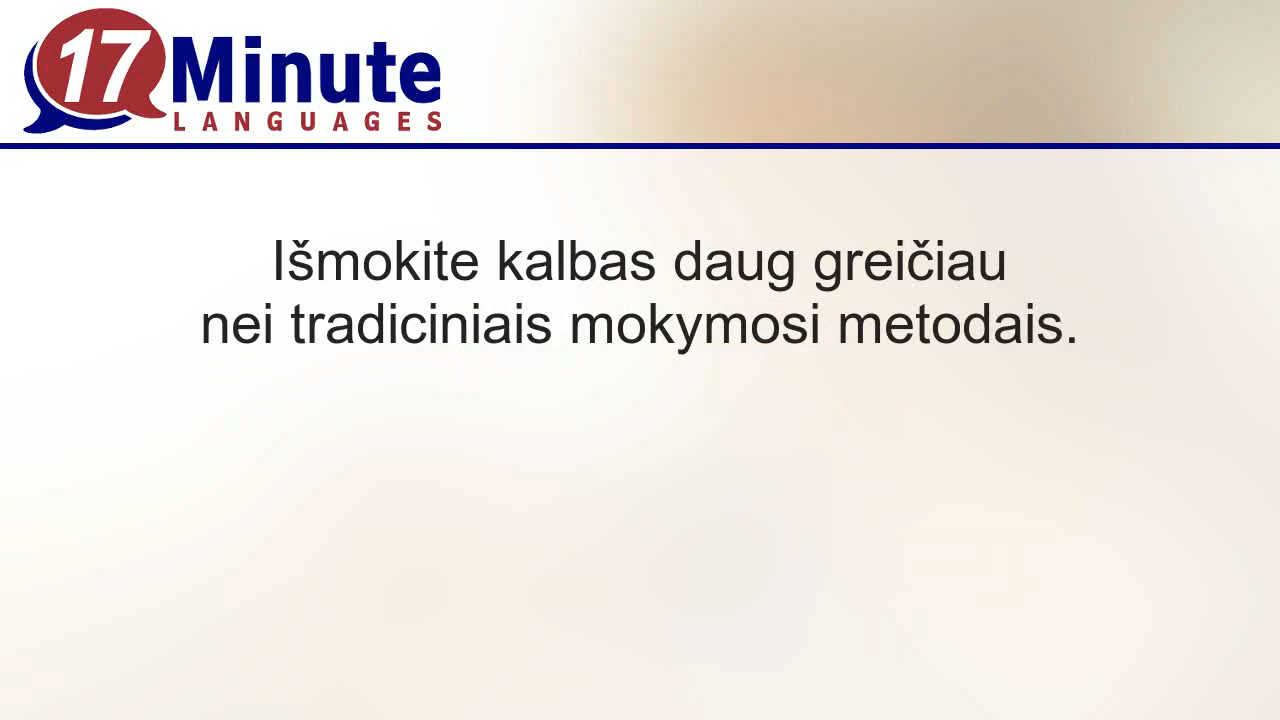 17 Minute
LANGUAGES
Išmokite kalbas daug greičiau
nei tradiciniais mokymosi metodais.